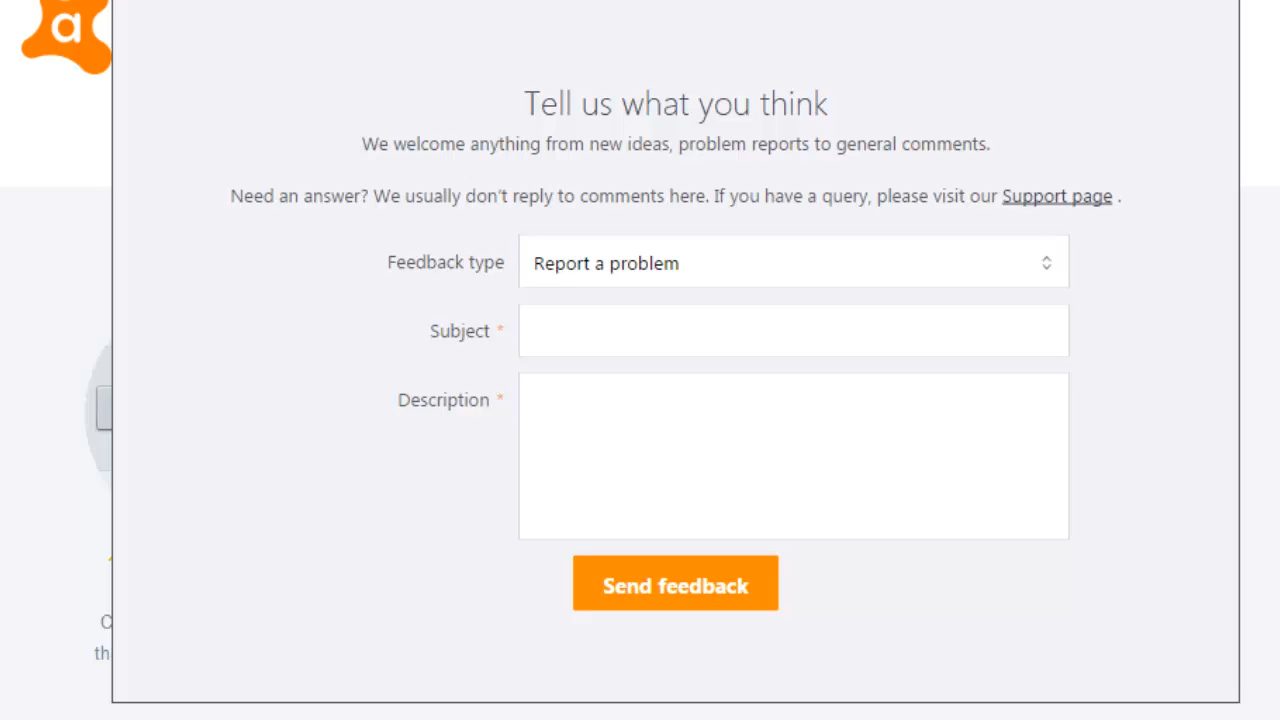 a
Tell us what you think
We welcome anything from new ideas, problem reports to general comments.
Need an answer? We usually don't reply to comments here. If you have a query, please visit our Support page .
Feedback type
Report a problem
Subject *
Description *
Send feedback
th